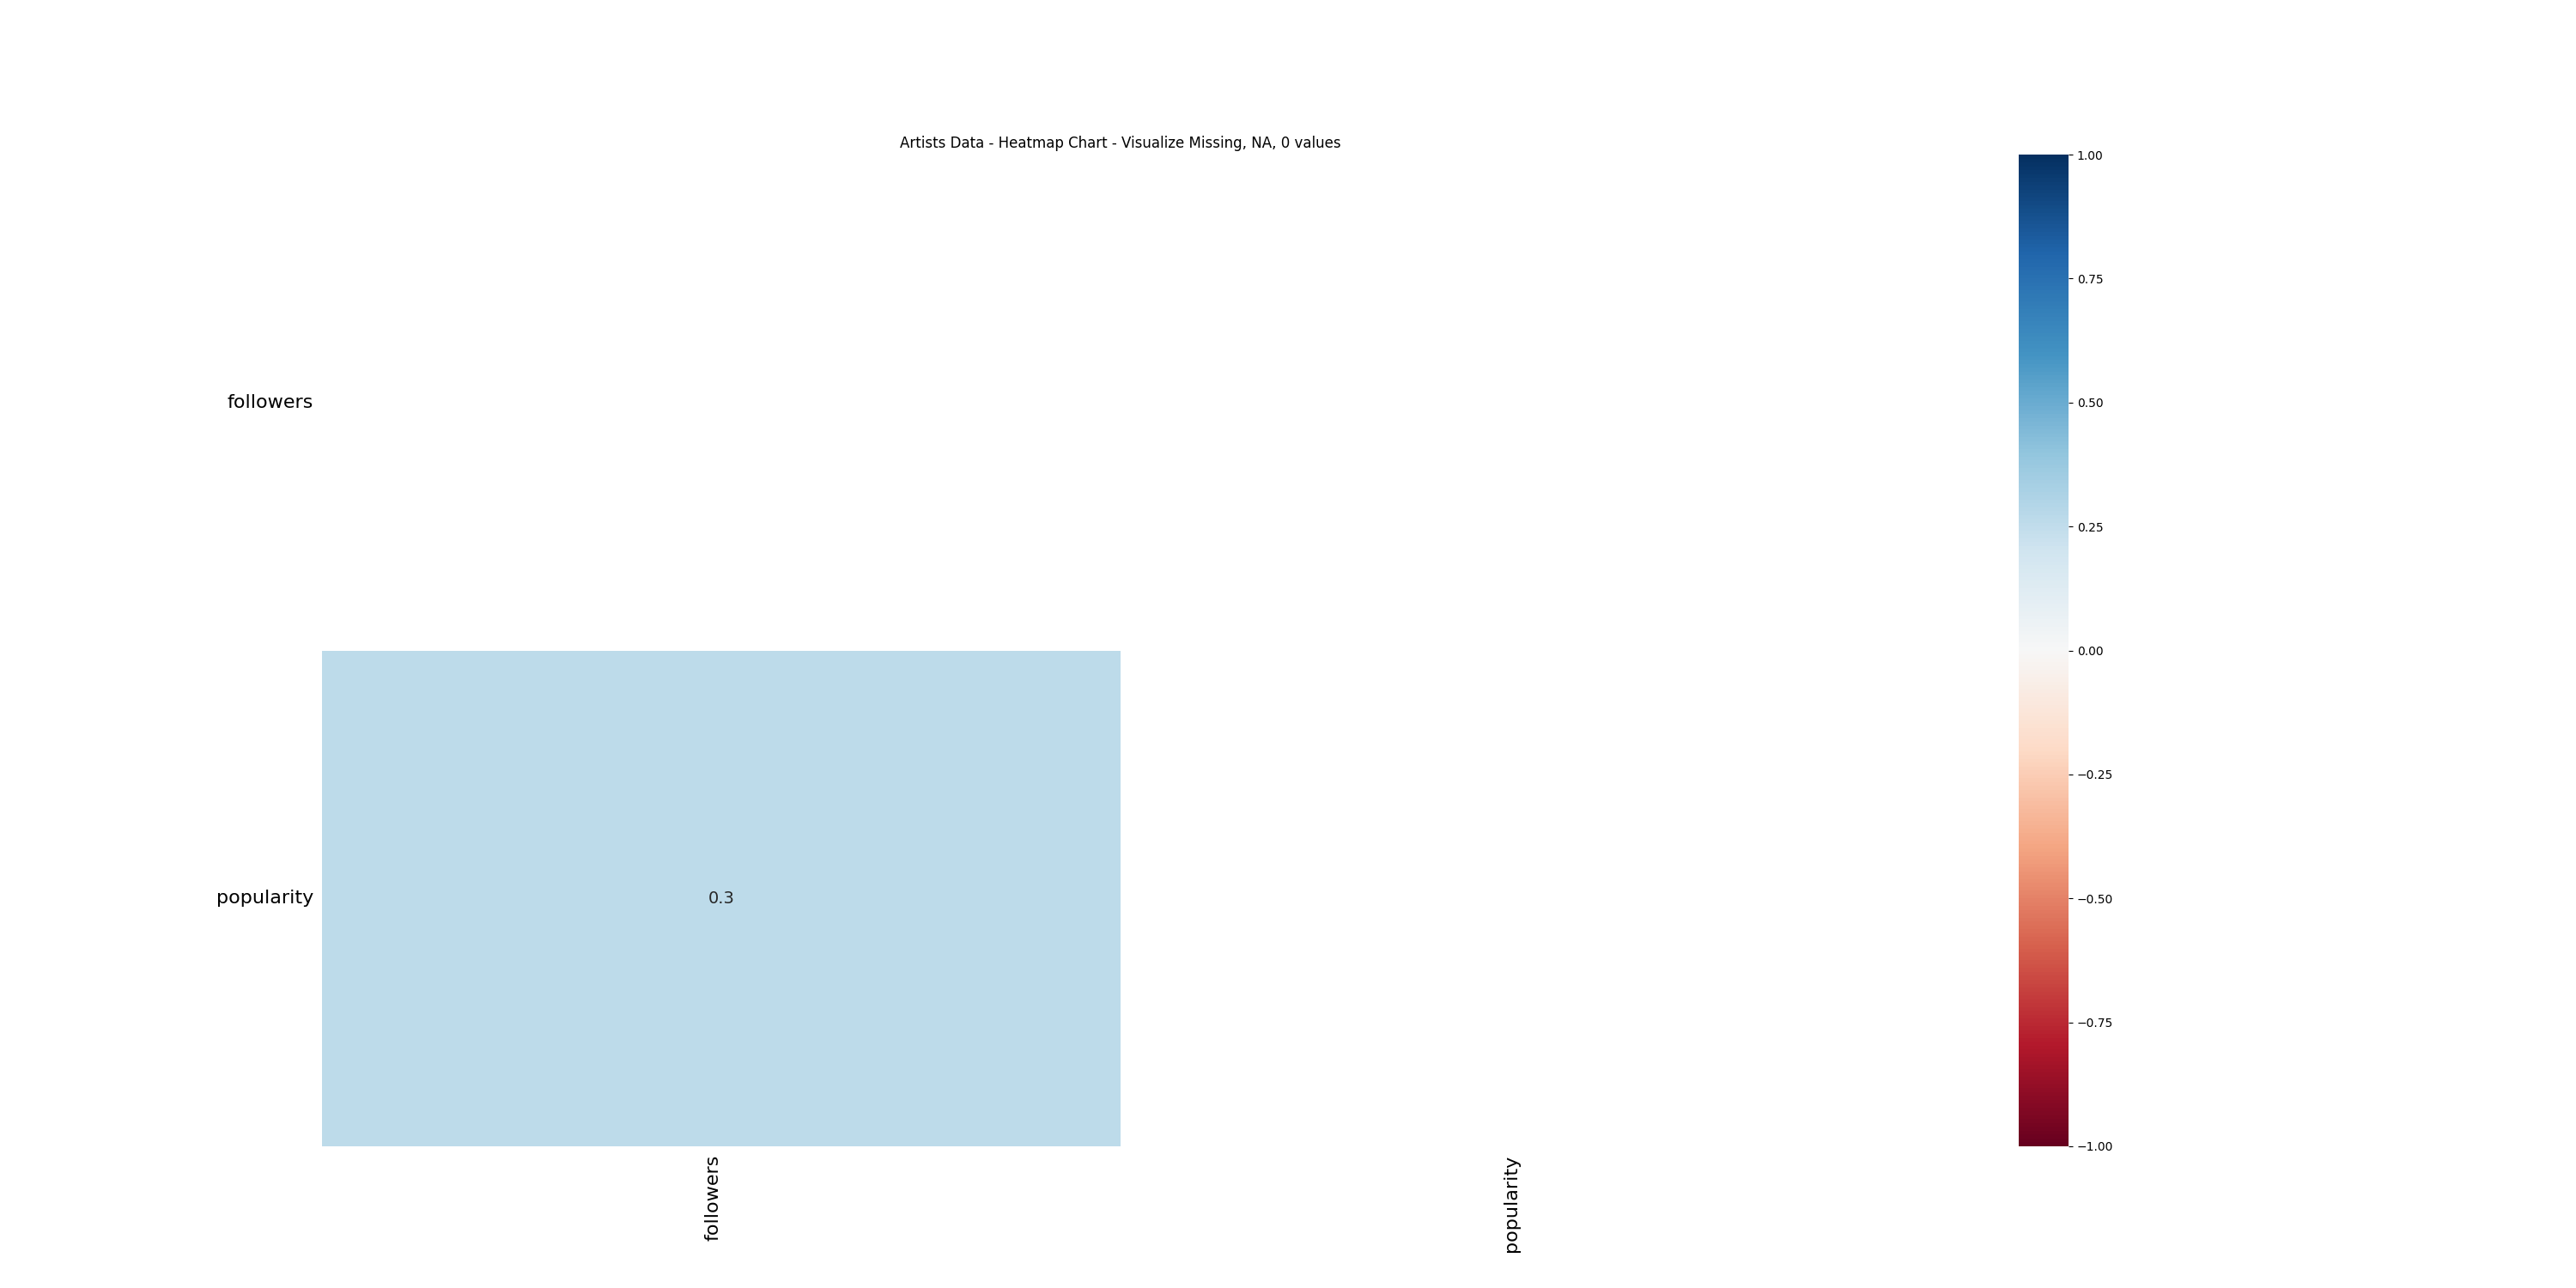 Artists Data - Heatmap Chart - Visualize Missing, NA, 0 values
1.00
0.75
followers
0.50
0.25
0.00
−0.25
popularity
0.3
−0.50
−0.75
−1.00
followers
popularity